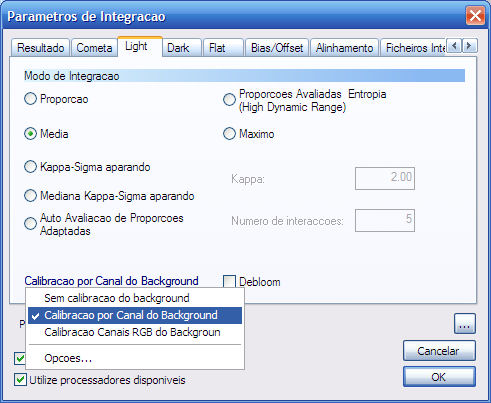 Parametros de Integracao
Resultado Cometa Light Dark Flat Bias/Offset Alinhamento Ficheiros Inte
Modo de Integracao
Proporcao
Proporcoes Avaliadas Entropia
(High Dynamic Range)
Media
Maximo
Kappa-Sigma aparando
Kappa: 2.00
Mediana Kappa-Sigma aparando
Auto Avaliacao de Proporcoes
Adaptadas
Numero de interaccoes: 5
Calibracao por Canal do Background
Debloom
Sem calibracao do background
Calibracao por Canal do Background
Calibracao Canais RGB do Backgroun
Opcoes...
P
...
Cancelar
Utilize processadores disponiveis
OK